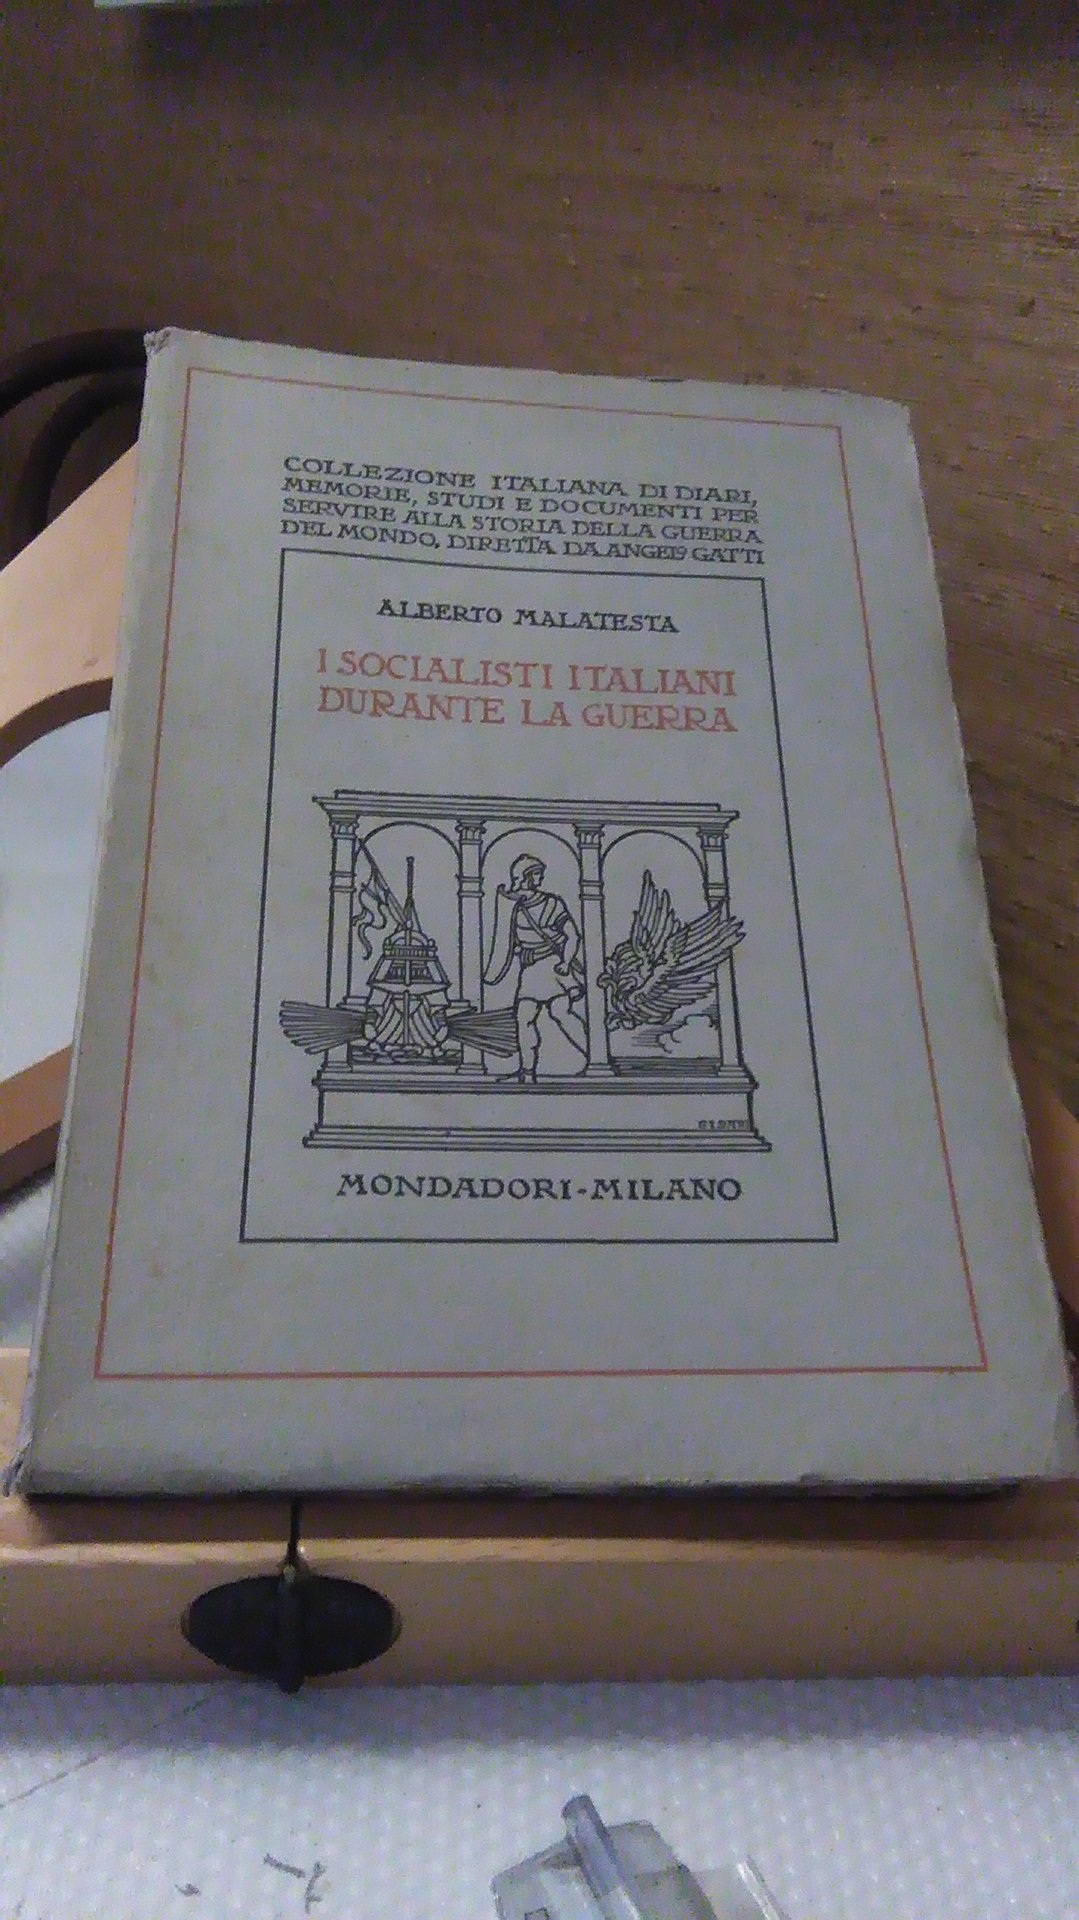 COLLEZIONE ITALIANA DI DIARI,
MEMORIE, STUDI E DOCUMENTI PER
SERVIRE ALLA STORIA DELLA GUERRA
DEL MONDO, DIRETTA DA ANGELO GATTI
ALBERTO MALATESTA
I SOCIALISTI ITALIANI
DURANTE LA GUERRA
MONDADORI-MILANO